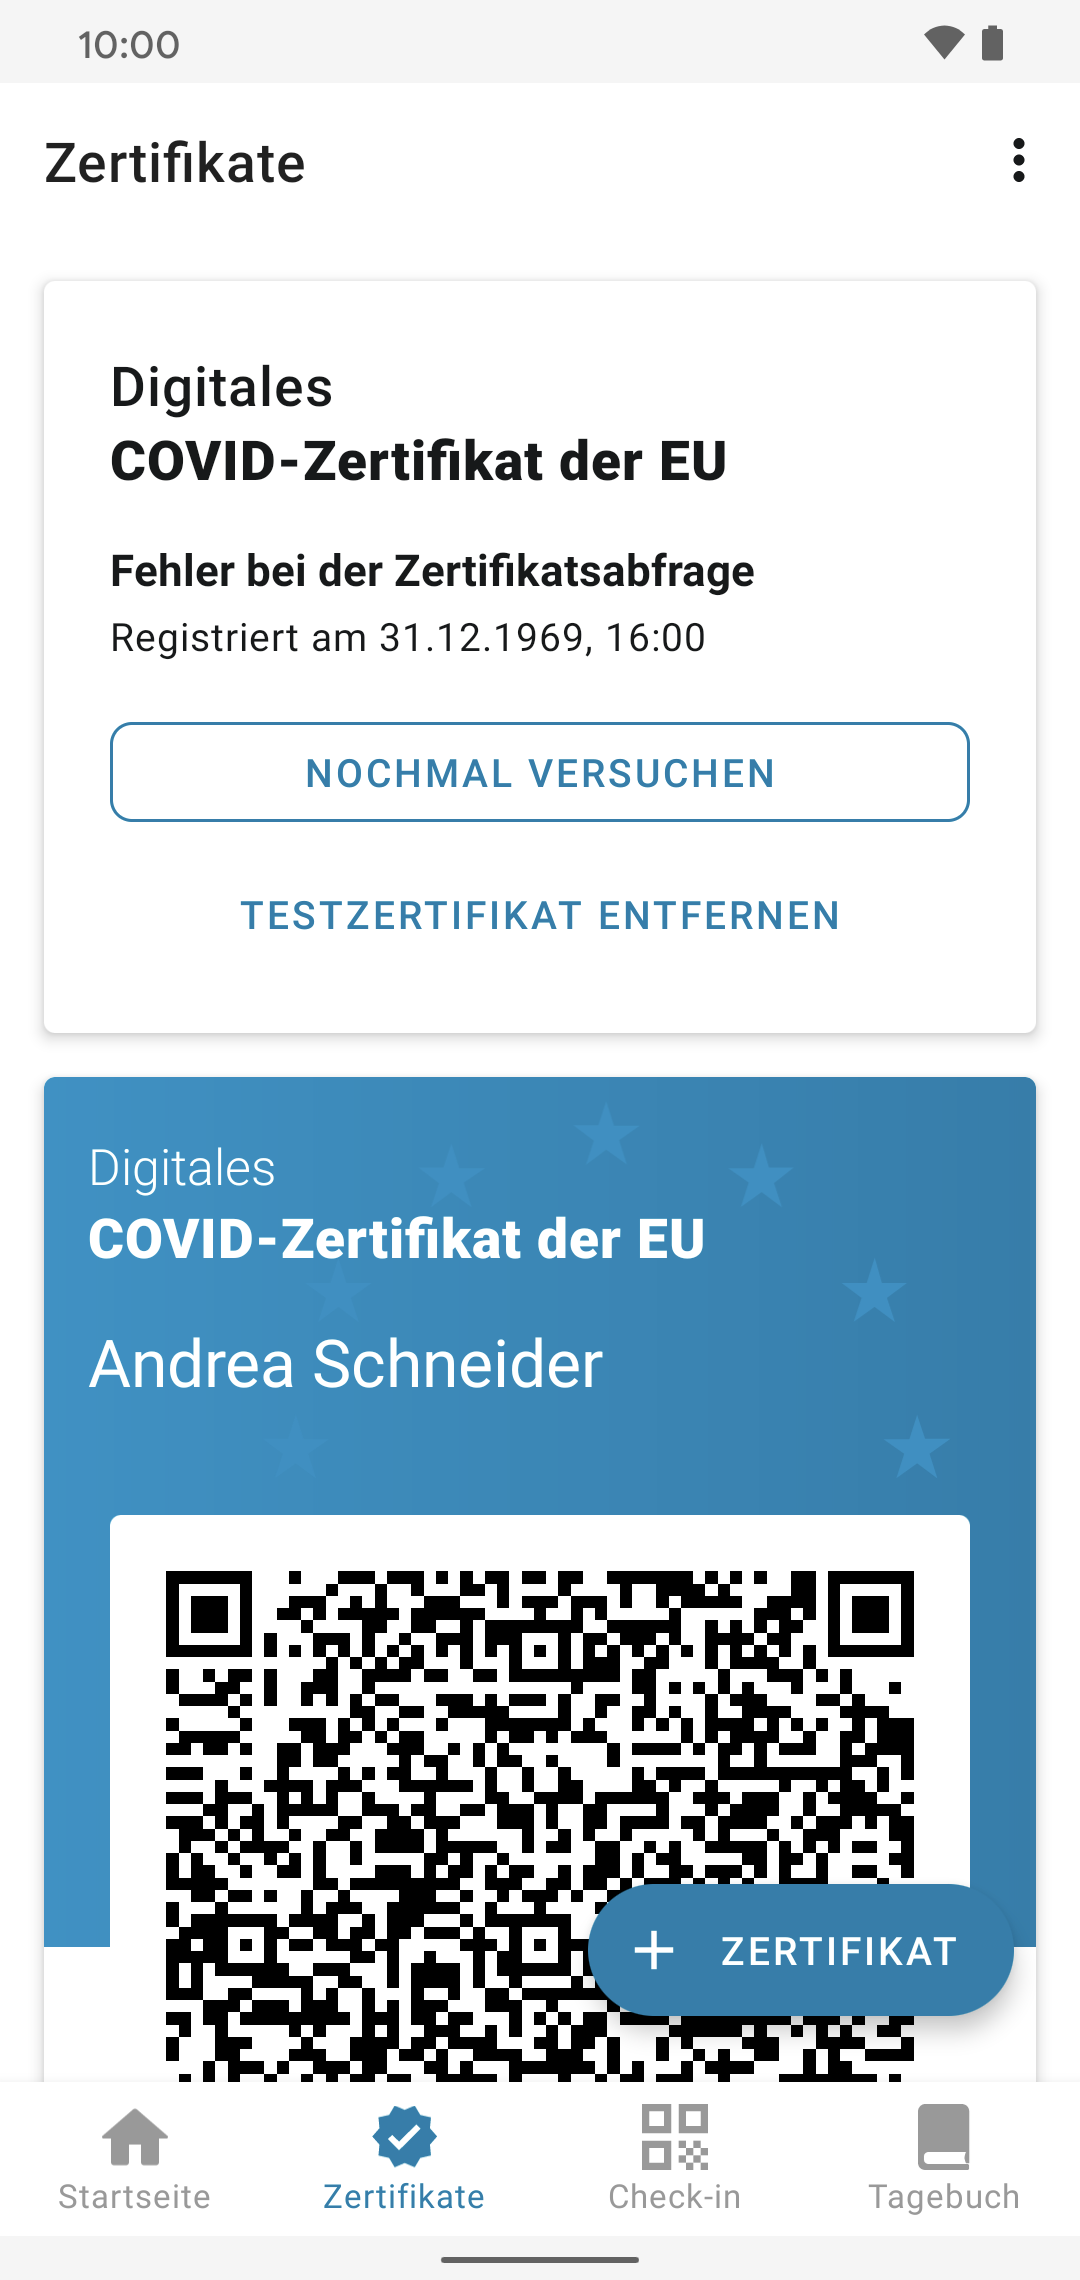 10:00
Zertifikate
Digitales
COVID-Zertifikat der EU
Fehler bei der Zertifikatsabfrage
Registriert am 31.12.1969, 16:00
NOCHMAL VERSUCHEN
TESTZERTIFIKAT ENTFERNEN
Digitales
COVID-Zertifikat der EU
Andrea Schneider
ZERTIFIKAT
Startseite
Zertifikate
Check-in
Tagebuch